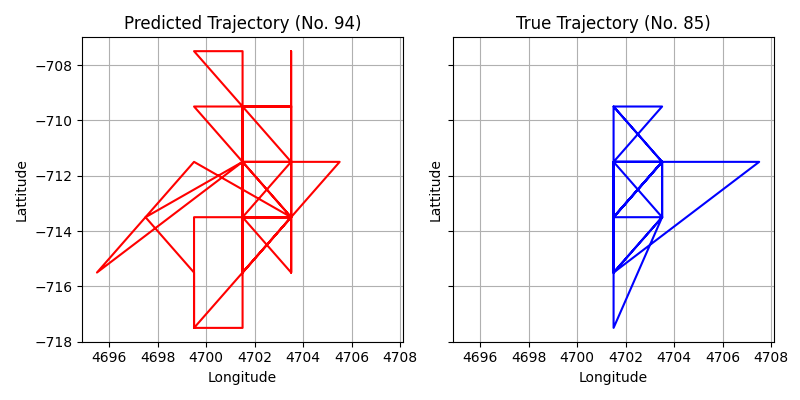 Predicted Trajectory (No. 94)
True Trajectory (No. 85)
Lattitude
−708
−710
−712
−714
−716
−718
4696 4698 4700 4702 4704 4706 4708
Longitude
Lattitude
4696 4698 4700 4702 4704 4706 4708
Longitude